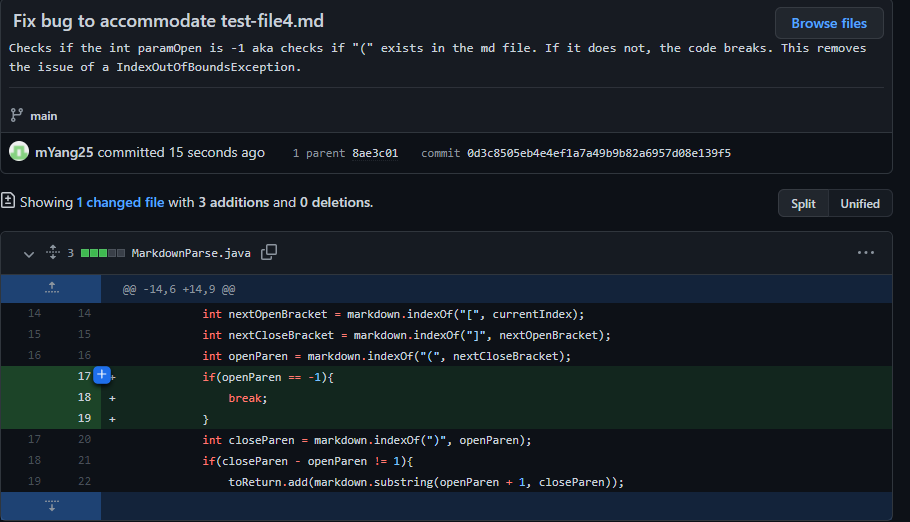 Fix bug to accommodate test-file4.md
Browse files
Checks if the int paramOpen is -1 aka checks if "(" exists in the md file. If it does not, the code breaks. This removes
the issue of a IndexOutOfBoundsException.
main
mYang25 committed 15 seconds ago 1 parent 8ae3c01 commit 0d3c8505eb4e4ef1a7a49b9b82a6957d08e139f5
Showing 1 changed file with 3 additions and 0 deletions.
Split Unified
3 MarkdownParse.java
@@ -14,6 +14,9 @@
14 14 int nextOpenBracket = markdown.indexOf("[", currentIndex);
15 15 int nextCloseBracket = markdown.indexOf("]", nextOpenBracket);
16 16 int openParen = markdown.indexOf("(", nextCloseBracket);
17 + if(openParen == -1){
18 + break;
19 + }
17 20 int closeParen = markdown.indexOf(")", openParen);
18 21 if(closeParen - openParen != 1){
19 22 toReturn.add(markdown.substring(openParen + 1, closeParen));